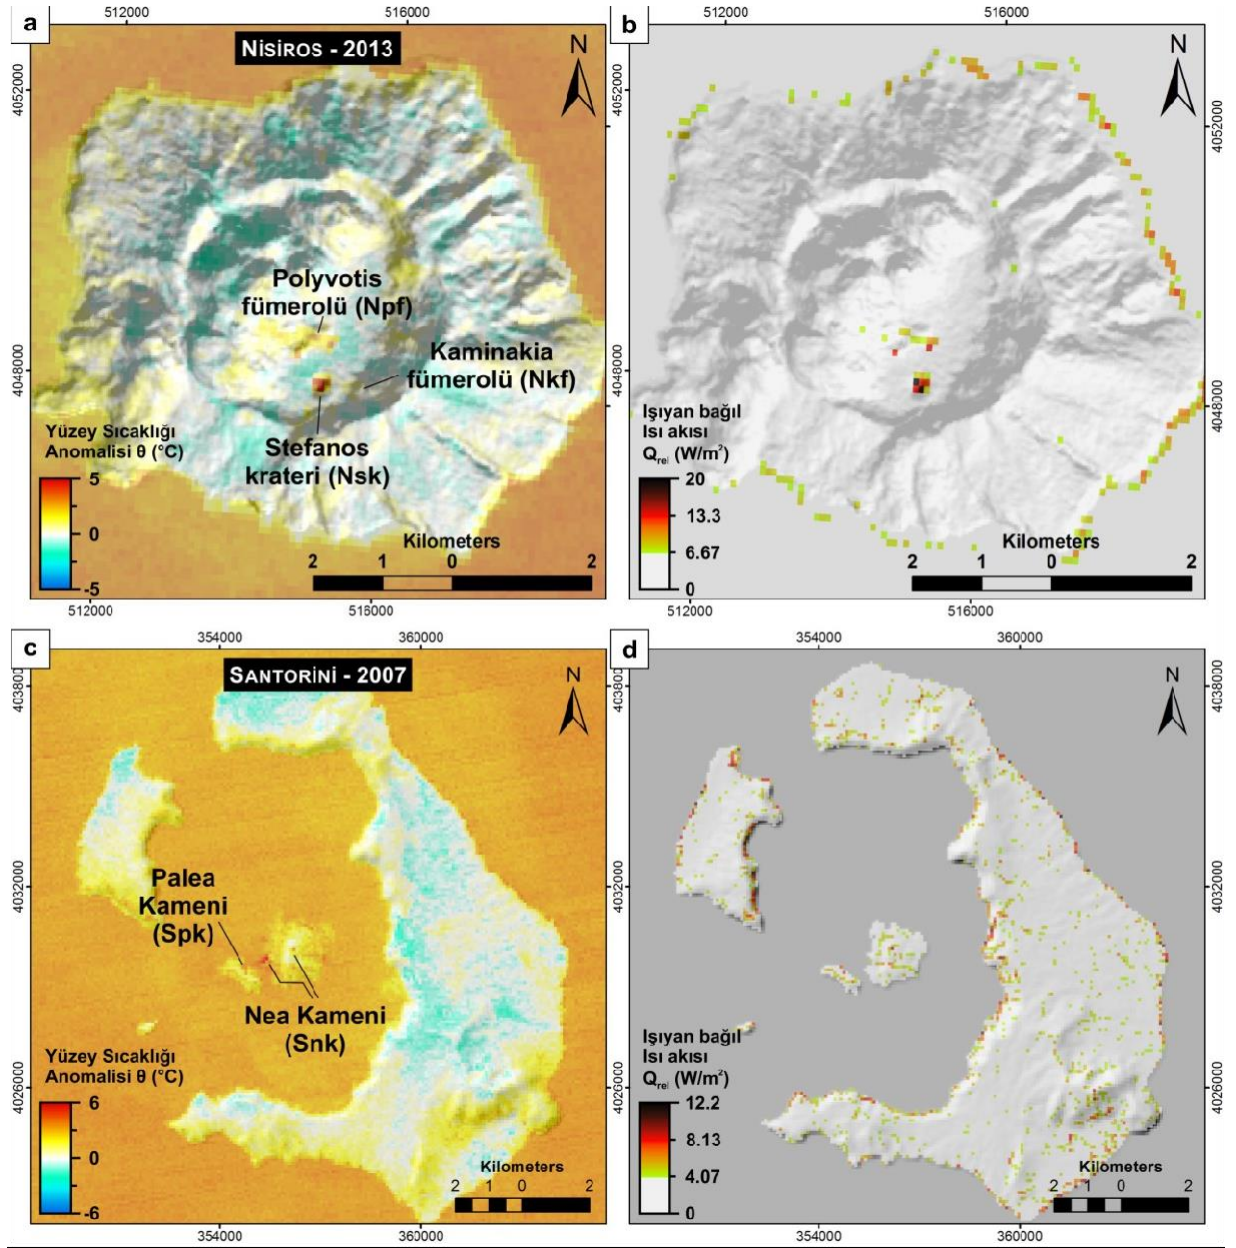 a
512000
516000
NİSİROS - 2013
N
4052000
4048000
Polyvotis
fümerolü (Npf)
Kaminakia
fümerolü (Nkf)
Stefanos
krateri (Nsk)
Yüzey Sıcaklığı
Anomalisi θ (°C)
5
0
-5
Kilometers
2 1 0 2
512000
516000
b
512000
516000
N
4052000
4048000
Işıyan bağıl
Isı akısı
Qrel (W/m²)
20
13.3
6.67
0
Kilometers
2 1 0 2
512000
516000
c
354000
360000
SANTORİNİ - 2007
N
4038000
4032000
4026000
Palea
Kameni
(Spk)
Nea Kameni
(Snk)
Yüzey Sıcaklığı
Anomalisi θ (°C)
6
0
-6
Kilometers
2 1 0 2
354000
360000
d
354000
360000
N
4038000
4032000
4026000
Işıyan bağıl
Isı akısı
Qrel (W/m²)
12.2
8.13
4.07
0
Kilometers
2 1 0 2
354000
360000